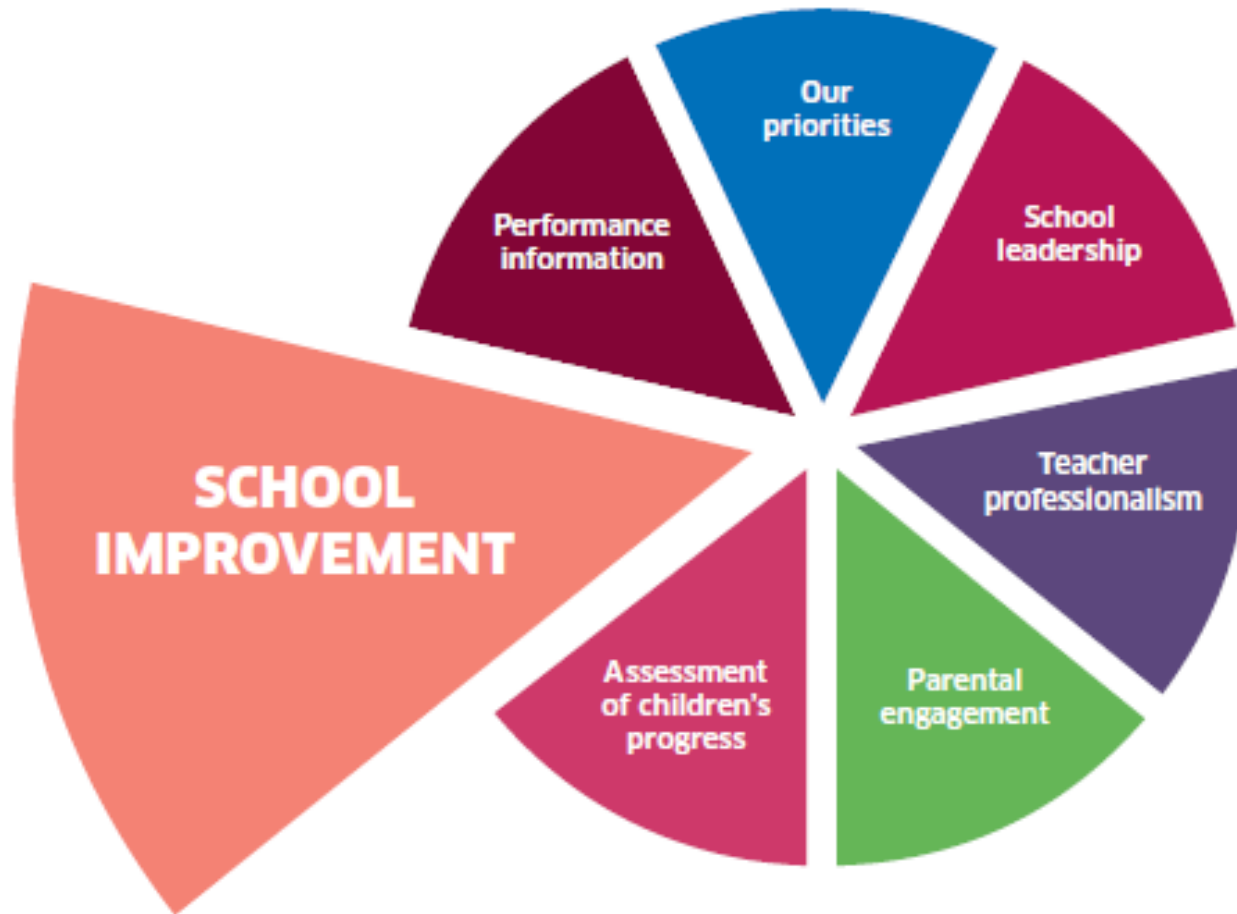 Our
priorities
School
leadership
Performance
information
Teacher
professionalism
SCHOOL
IMPROVEMENT
Assessment
of children's
progress
Parental
engagement